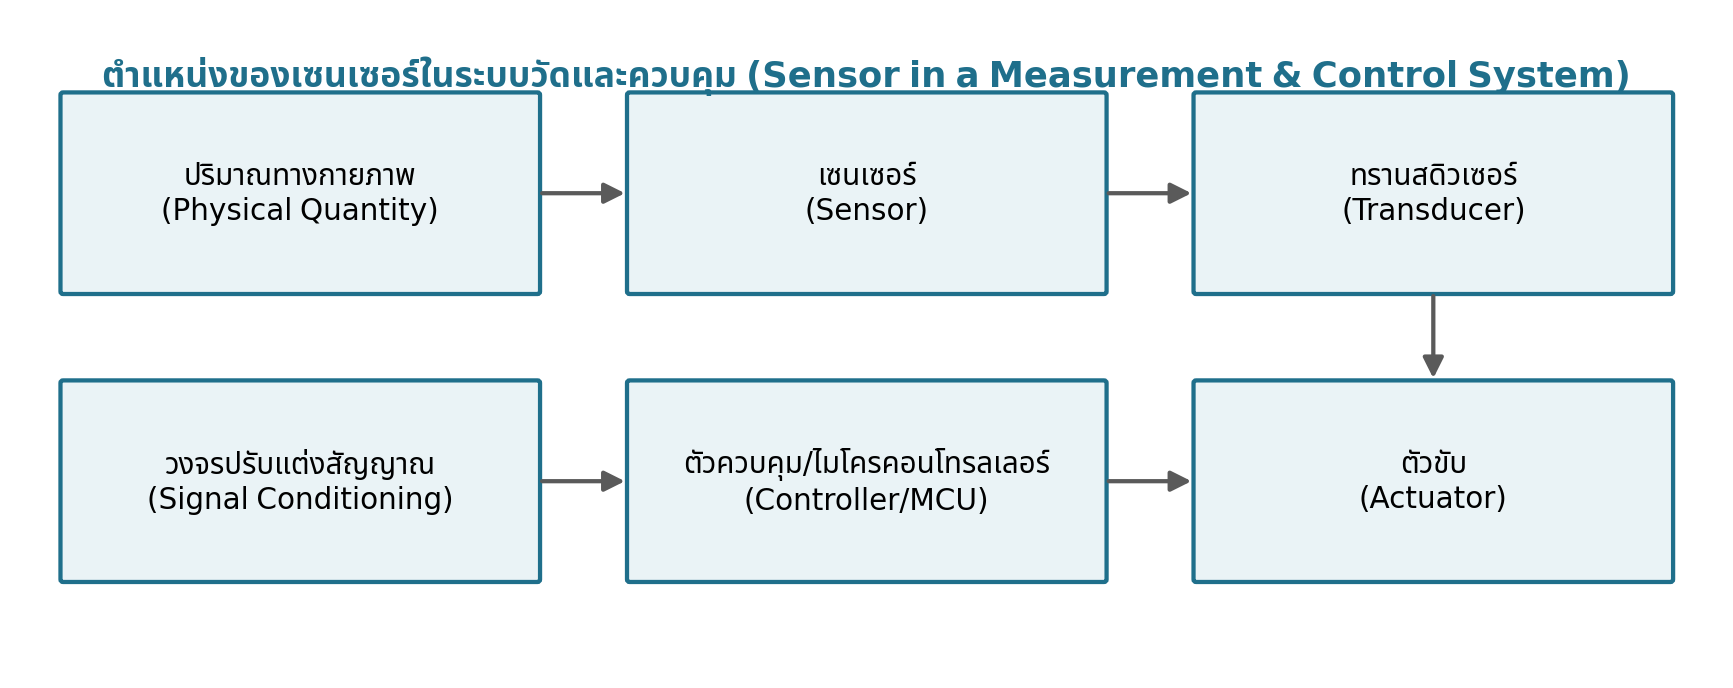 ตำแหน่งของเซนเซอร์ในระบบวัดและควบคุม (Sensor in a Measurement & Control System)
ปริมาณทางกายภาพ
(Physical Quantity)
เซนเซอร์
(Sensor)
ทรานสดิวเซอร์
(Transducer)
วงจรปรับแต่งสัญญาณ
(Signal Conditioning)
ตัวควบคุม/ไมโครคอนโทรลเลอร์
(Controller/MCU)
ตัวขับ
(Actuator)